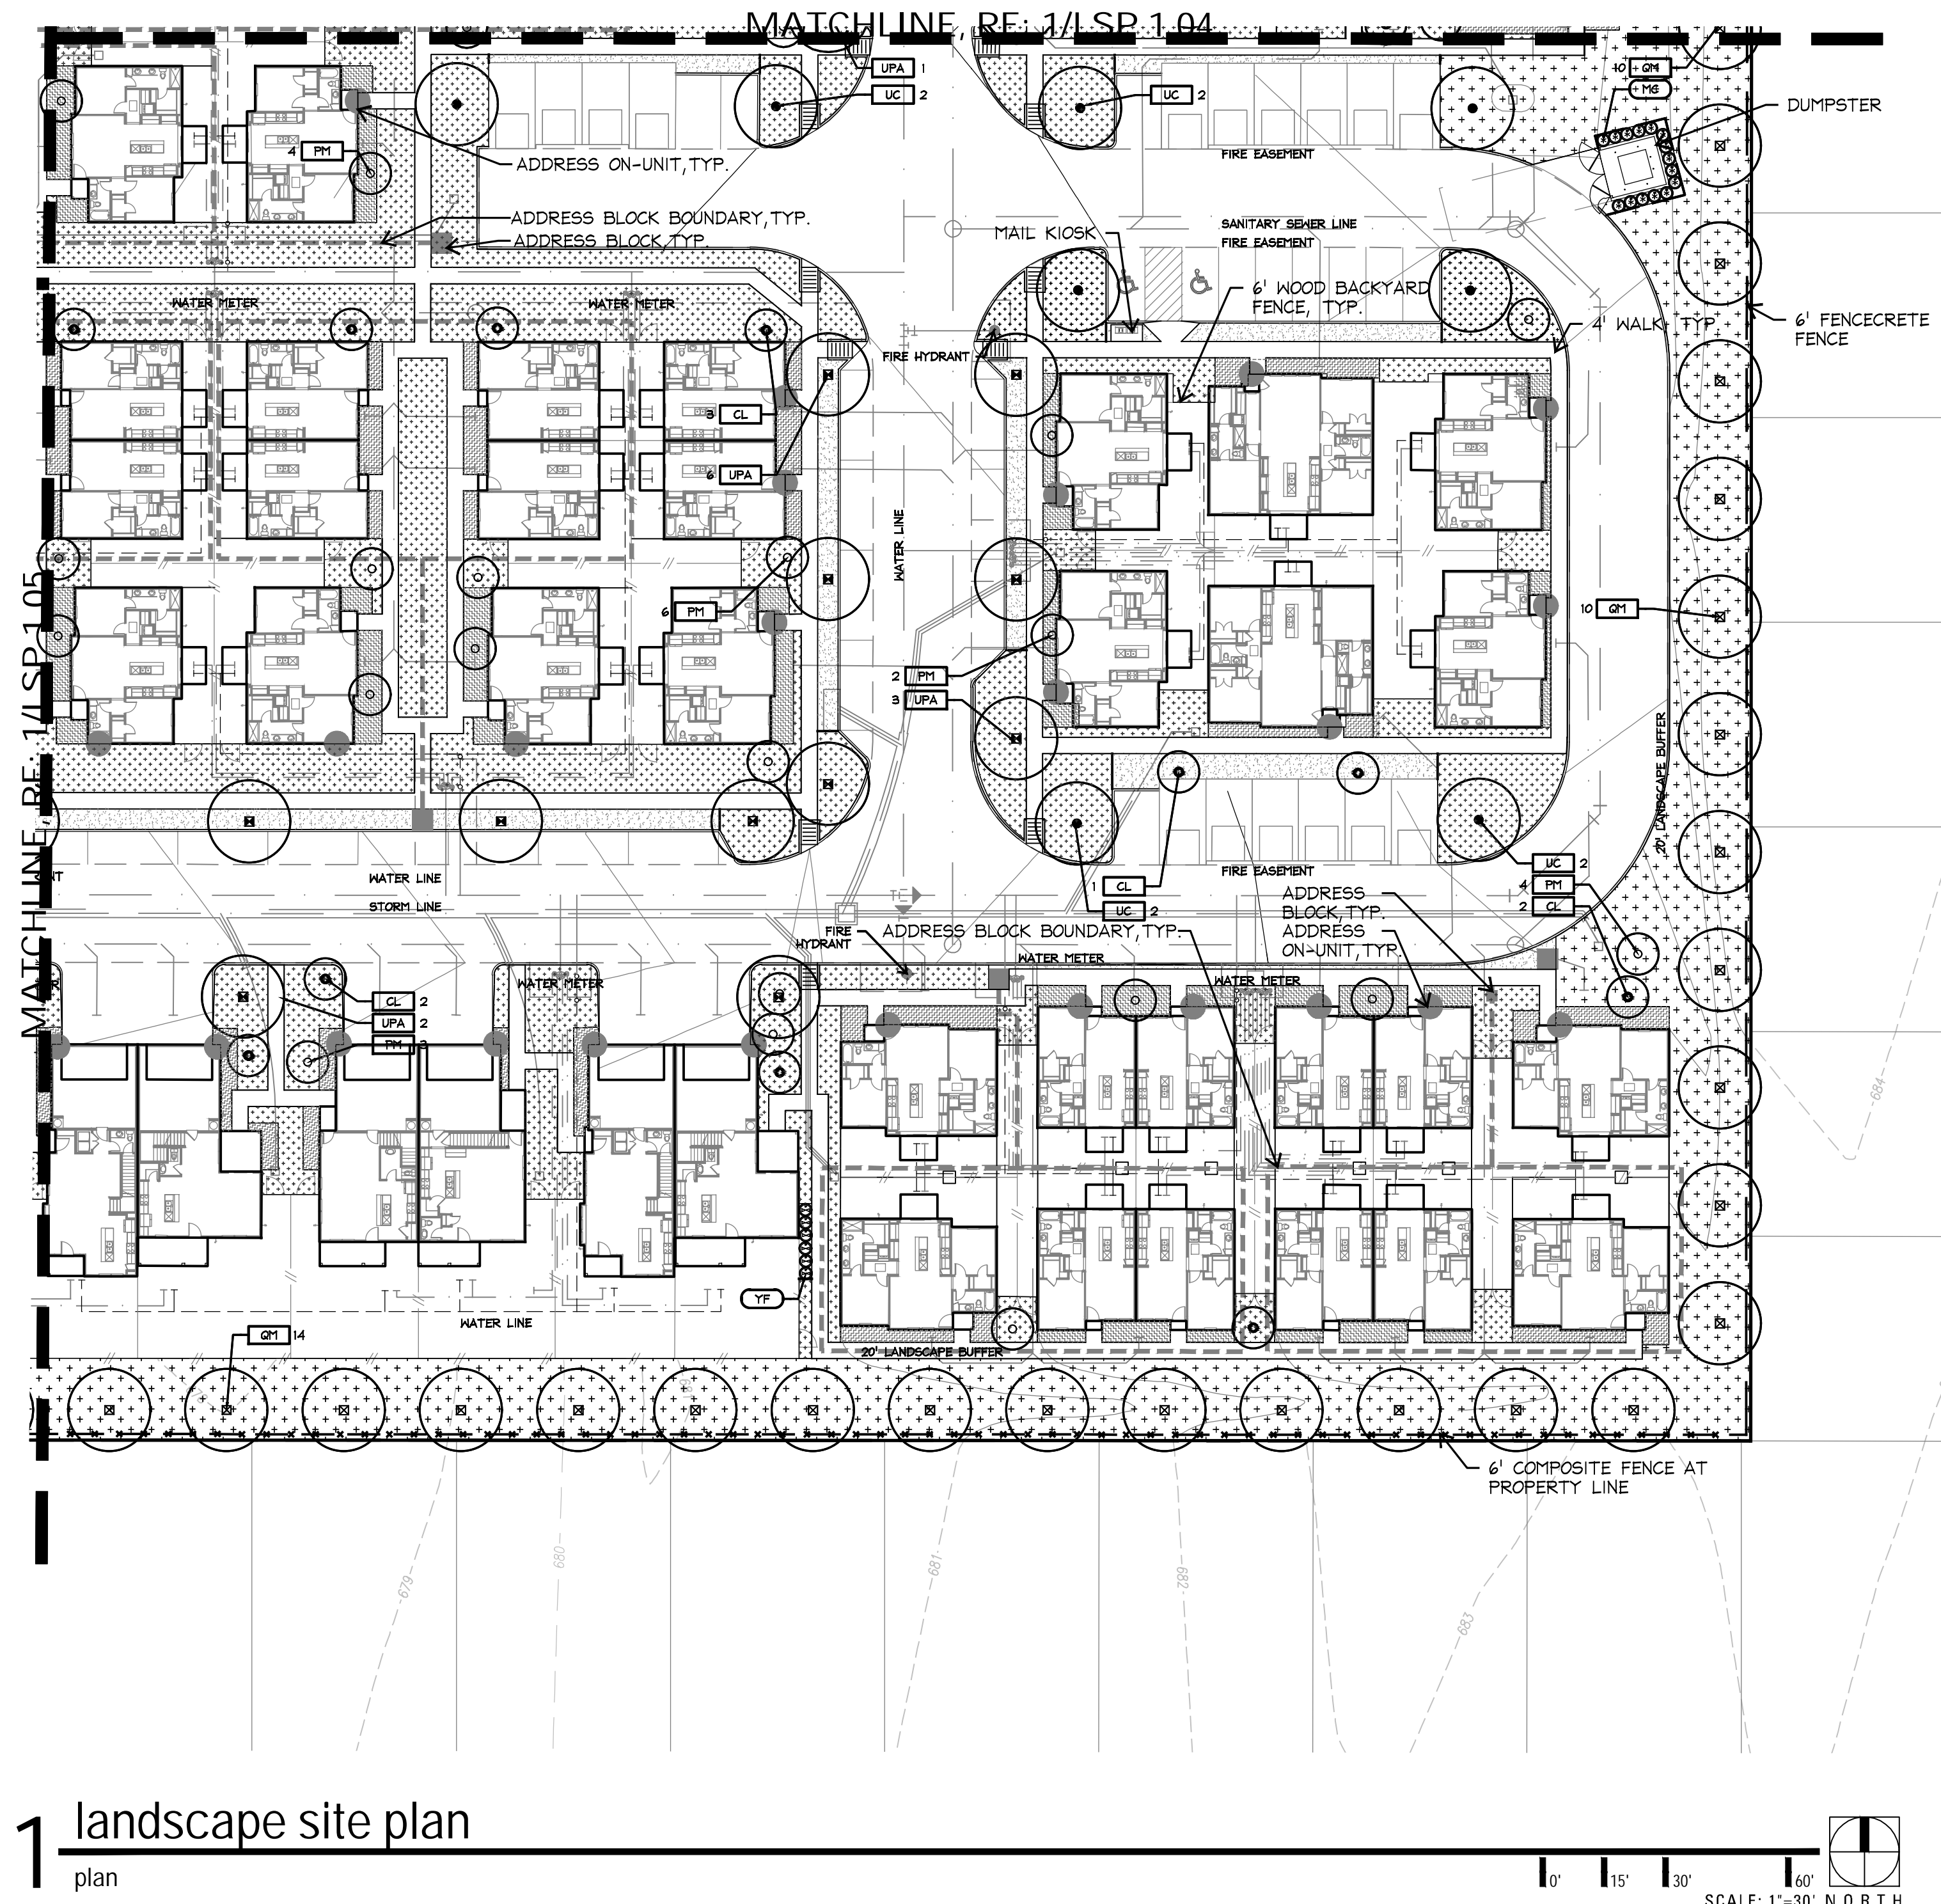 MATCHLINE, RE: 1/LSP 1.04
UPA 1
UC 2
UC 2
10 QM
MC
DUMPSTER
4 PM
ADDRESS ON-UNIT, TYP.
FIRE EASEMENT
ADDRESS BLOCK BOUNDARY, TYP.
ADDRESS BLOCK, TYP.
MAIL KIOSK
SANITARY SEWER LINE
FIRE EASEMENT
WATER METER
WATER METER
6' WOOD BACKYARD
FENCE, TYP.
4' WALK, TYP
6' FENCECRETE
FENCE
FIRE HYDRANT
3 CL
6 UPA
WATER LINE
MATCHLINE RE: 1/LSP 1.05
6 PM
10 QM
2 PM
3 UPA
20' LANDSCAPE BUFFER
WATER LINE
STORM LINE
FIRE EASEMENT
1 CL
UC 2
UC 2
4 PM
2 CL
ADDRESS
BLOCK, TYP.
ADDRESS
ON-UNIT, TYP.
FIRE
HYDRANT
ADDRESS BLOCK BOUNDARY, TYP.
WATER METER
WATER METER
WATER METER
CL 2
UPA 2
PM 3
YF
WATER LINE
QM 14
20' LANDSCAPE BUFFER
6' COMPOSITE FENCE AT
PROPERTY LINE
684
679
680
681
682
683
1
landscape site plan
plan
0' 15' 30' 60'
SCALE: 1"=30' NORTH